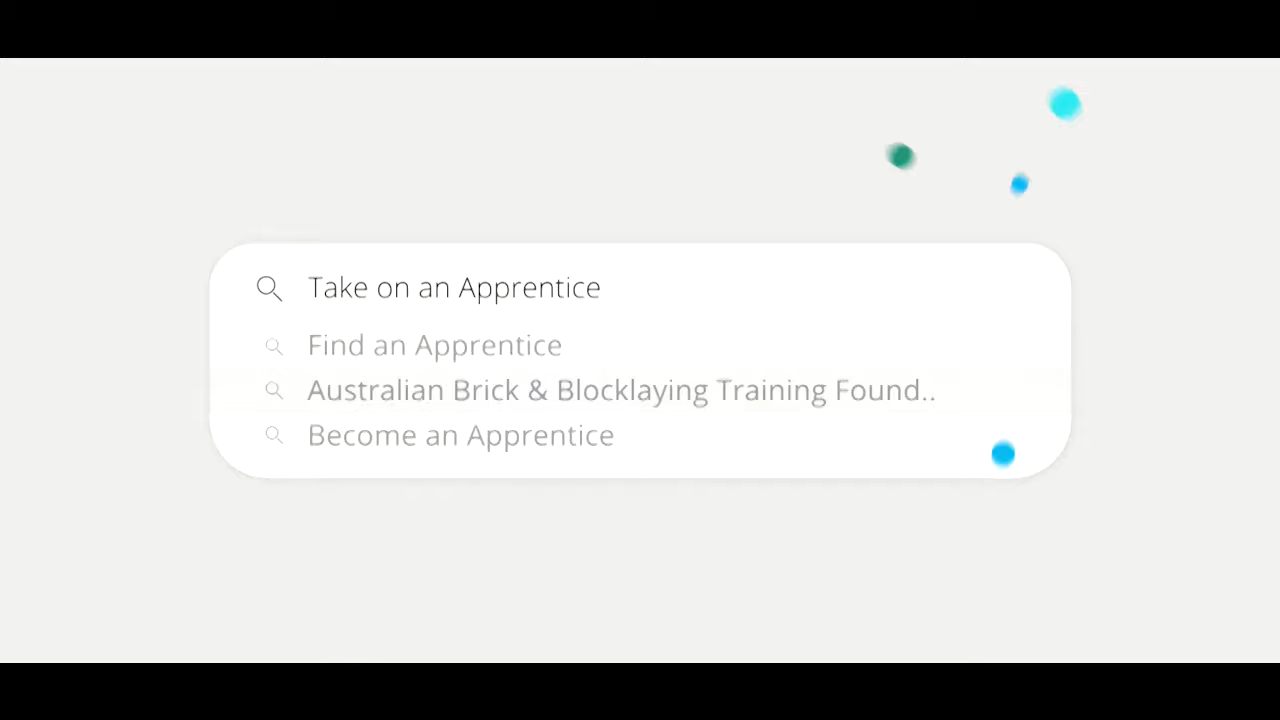 Take on an Apprentice
Find an Apprentice
Australian Brick & Blocklaying Training Found..
Become an Apprentice